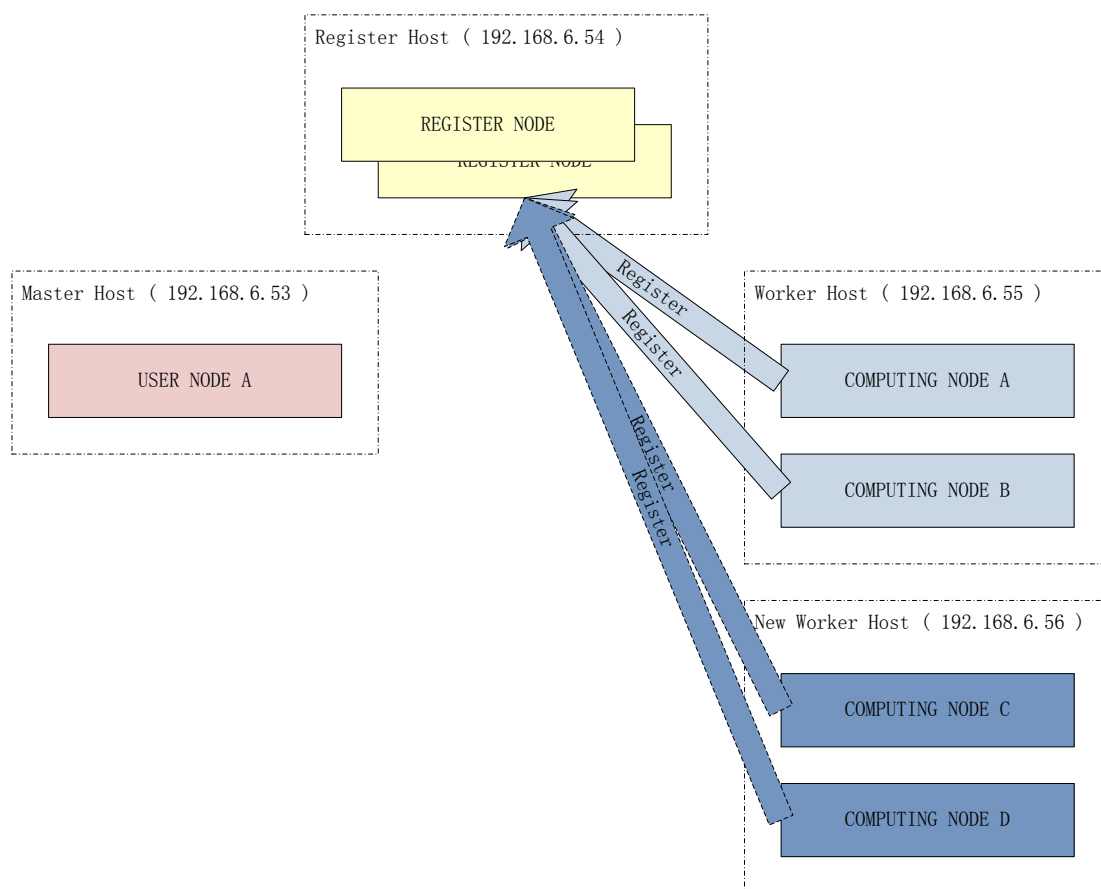 Register Host ( 192.168.6.54 )
REGISTER NODE
REGISTER NODE
Master Host ( 192.168.6.53 )
USER NODE A
Register
Register
Register
Register
Worker Host ( 192.168.6.55 )
COMPUTING NODE A
COMPUTING NODE B
New Worker Host ( 192.168.6.56 )
COMPUTING NODE C
COMPUTING NODE D